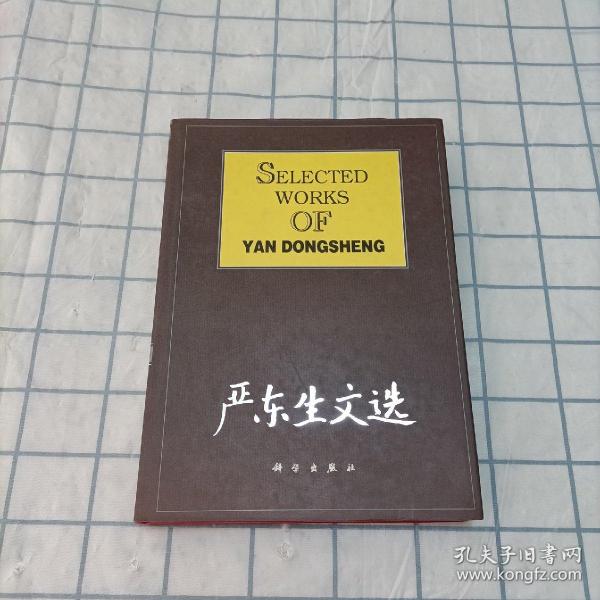 SELECTED
WORKS
OF
YAN DONGSHENG
严东生文选
科学出版社
孔夫子旧书网
www.kongfz.com